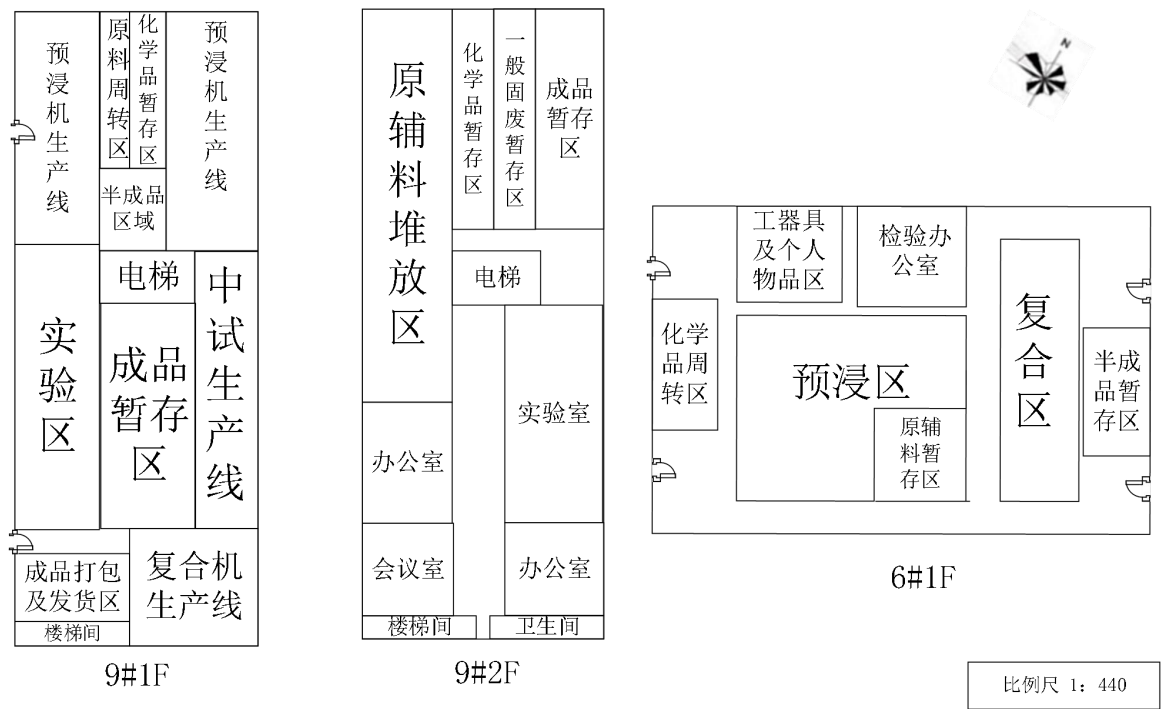 预浸机生产线
原料周转区
化学品暂存区
预浸机生产线
半成品
区域
电梯
中试生产线
实验区
成品
暂存
区
成品打包
及发货区
复合机
生产线
楼梯间
9#1F
原辅料堆放区
化学品暂存区
一般固废暂存区
成品
暂存
区
电梯
实验室
办公室
会议室
办公室
楼梯间
卫生间
9#2F
N
工器具
及个人
物品区
检验办
公室
化学
品周
转区
预浸区
原辅
料暂
存区
复合区
半成
品暂
存区
6#1F
比例尺 1：440